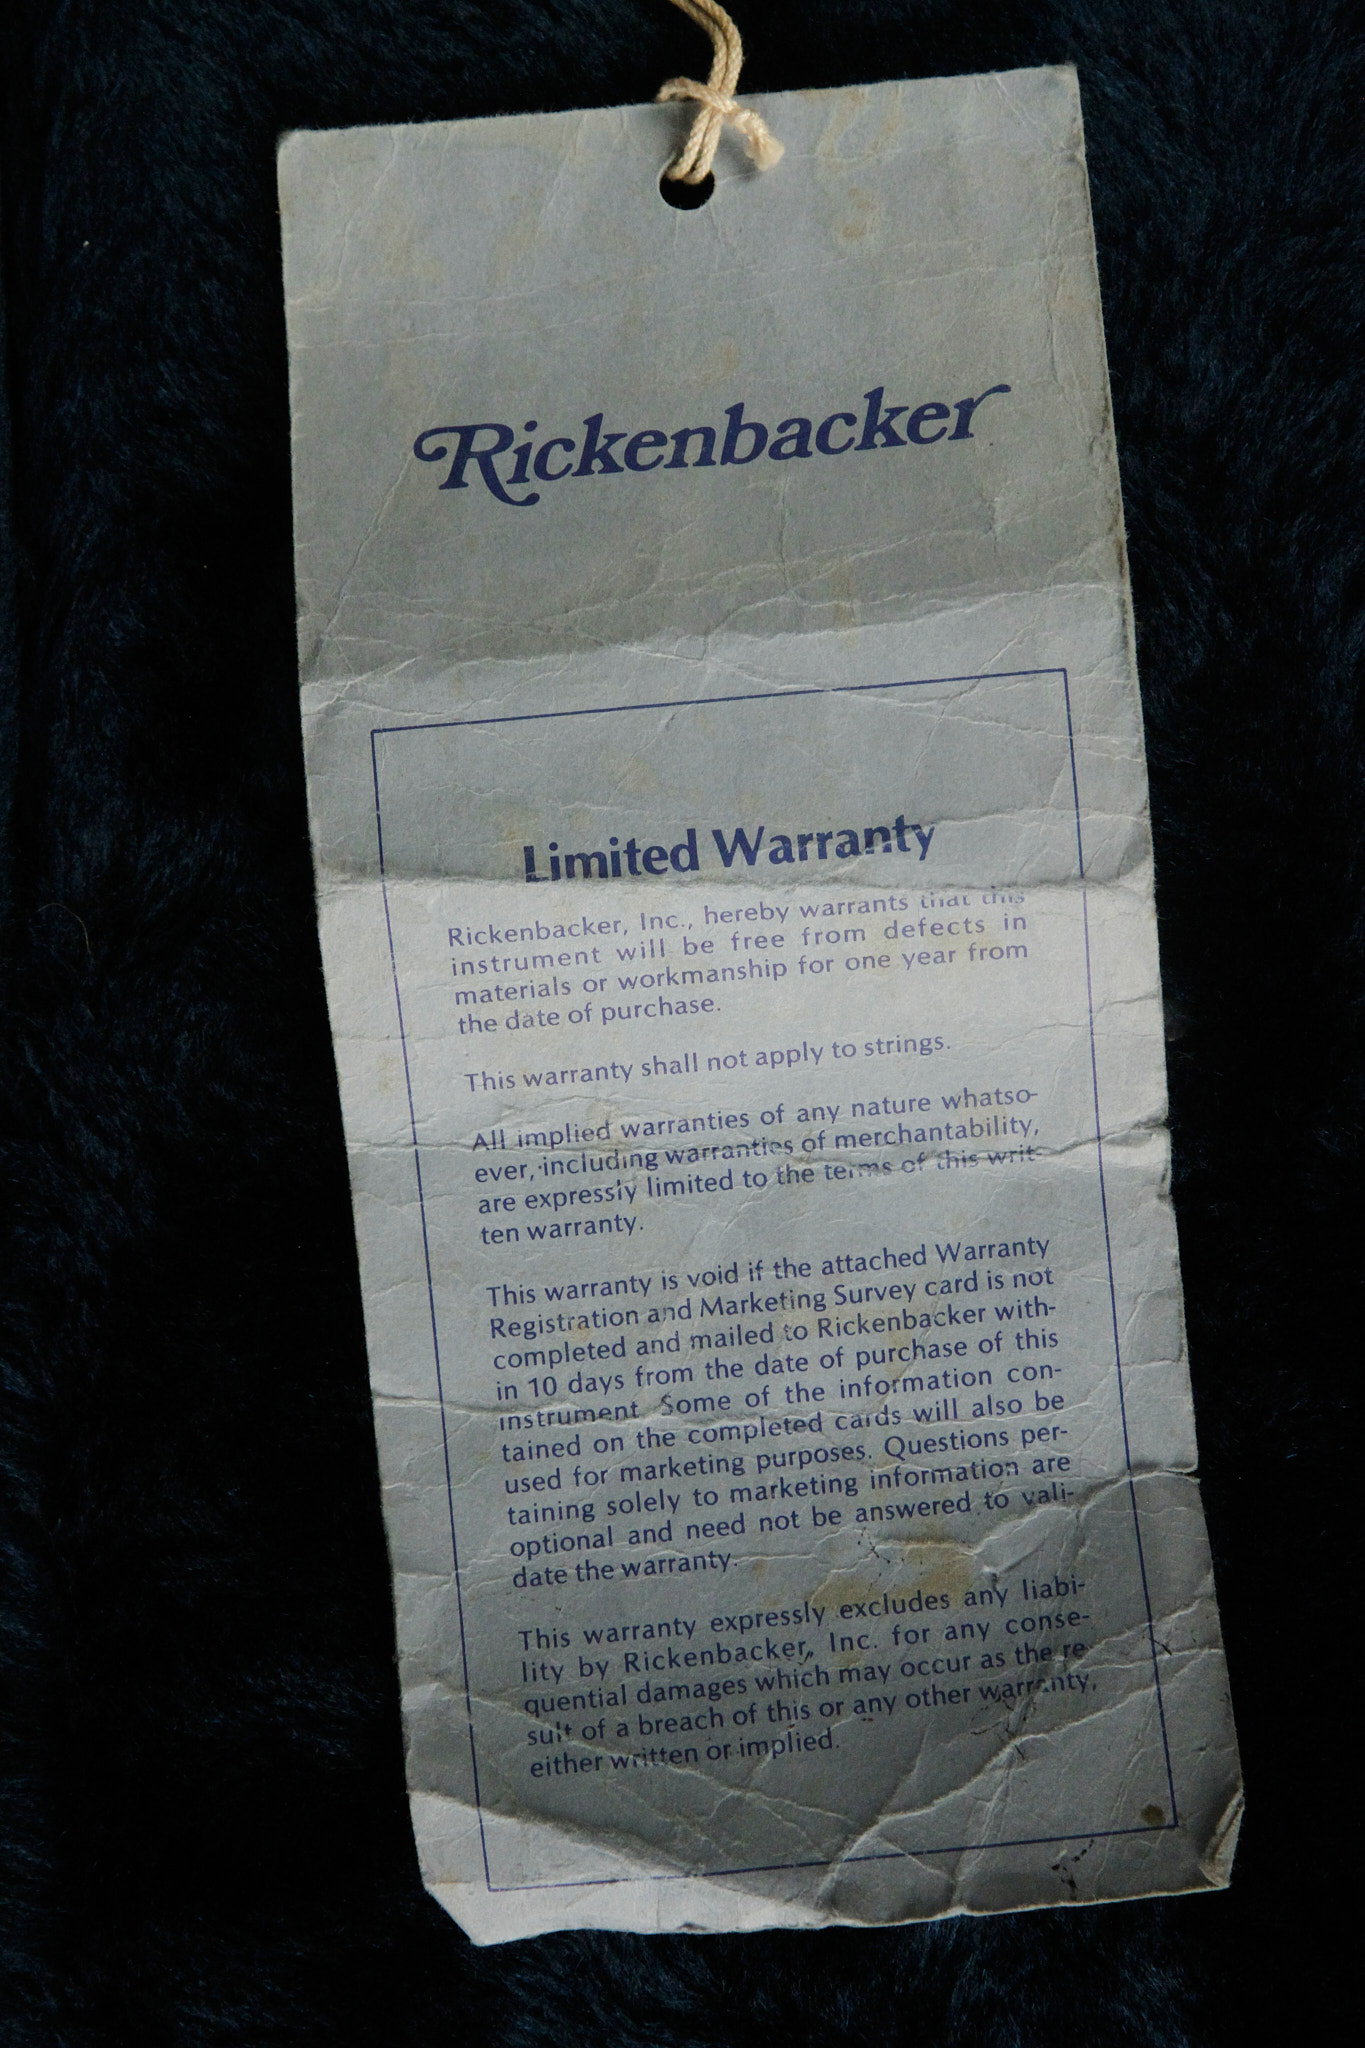 Rickenbacker
Limited Warranty
Rickenbacker, Inc., hereby warrants that this
instrument will be free from defects in
materials or workmanship for one year from
the date of purchase.
This warranty shall not apply to strings.
All implied warranties of any nature whatso-
ever, including warranties of merchantability,
are expressly limited to the terms of this writ-
ten warranty.
This warranty is void if the attached Warranty
Registration and Marketing Survey card is not
completed and mailed to Rickenbacker with-
in 10 days from the date of purchase of this
instrument. Some of the information con-
tained on the completed cards will also be
used for marketing purposes. Questions per-
taining solely to marketing information are
optional and need not be answered to vali-
date the warranty.
This warranty expressly excludes any liabi-
lity by Rickenbacker, Inc. for any conse-
quential damages which may occur as the re-
sult of a breach of this or any other warranty,
either written or implied.